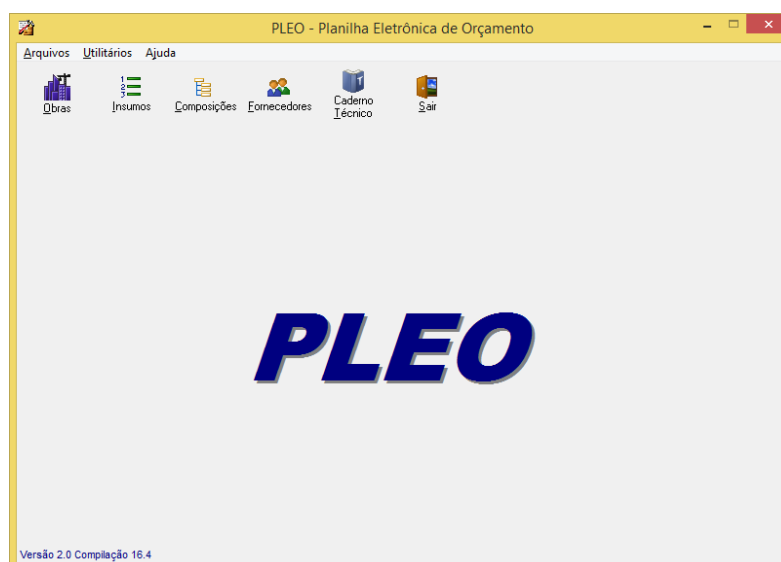 PLEO - Planilha Eletrônica de Orçamento
Arquivos Utilitários Ajuda
Obras Insumos Composições Fornecedores Caderno Técnico Sair
PLEO
Versão 2.0 Compilação 16.4